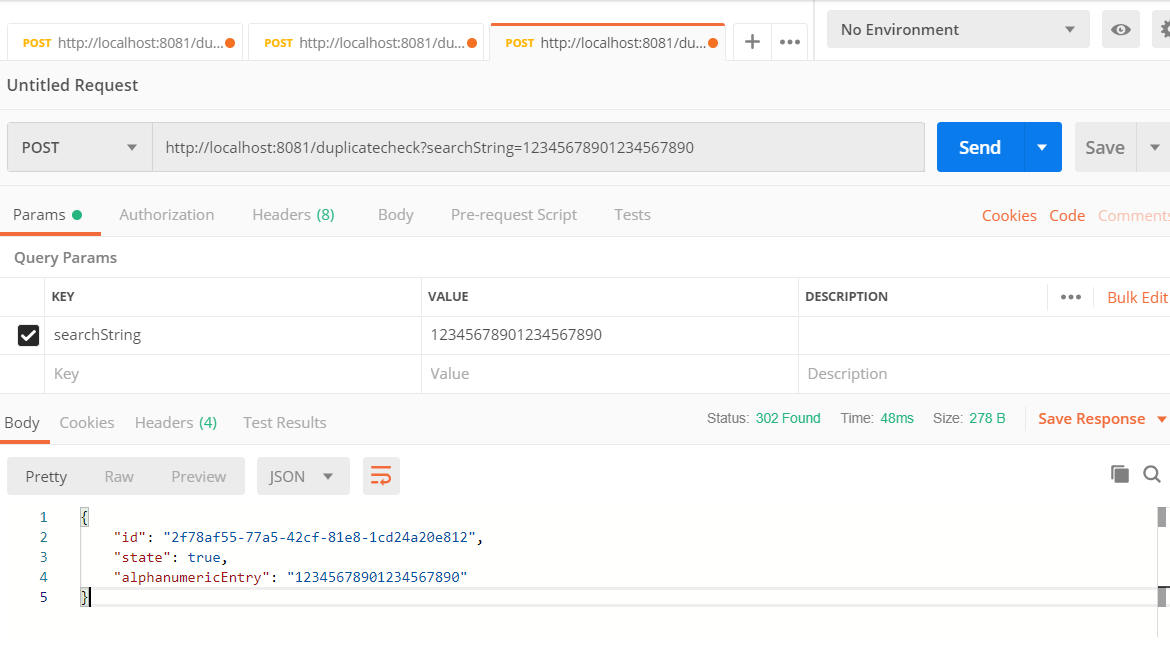 POST http://localhost:8081/du... POST http://localhost:8081/du... POST http://localhost:8081/du... + ••• No Environment
Untitled Request
POST http://localhost:8081/duplicatecheck?searchString=12345678901234567890 Send Save
Params Authorization Headers (8) Body Pre-request Script Tests Cookies Code Comments
Query Params
KEY VALUE DESCRIPTION ••• Bulk Edit
searchString 12345678901234567890
Key Value Description
Body Cookies Headers (4) Test Results Status: 302 Found Time: 48ms Size: 278 B Save Response
Pretty Raw Preview JSON
1 {
2 "id": "2f78af55-77a5-42cf-81e8-1cd24a20e812",
3 "state": true,
4 "alphanumericEntry": "12345678901234567890"
5 }